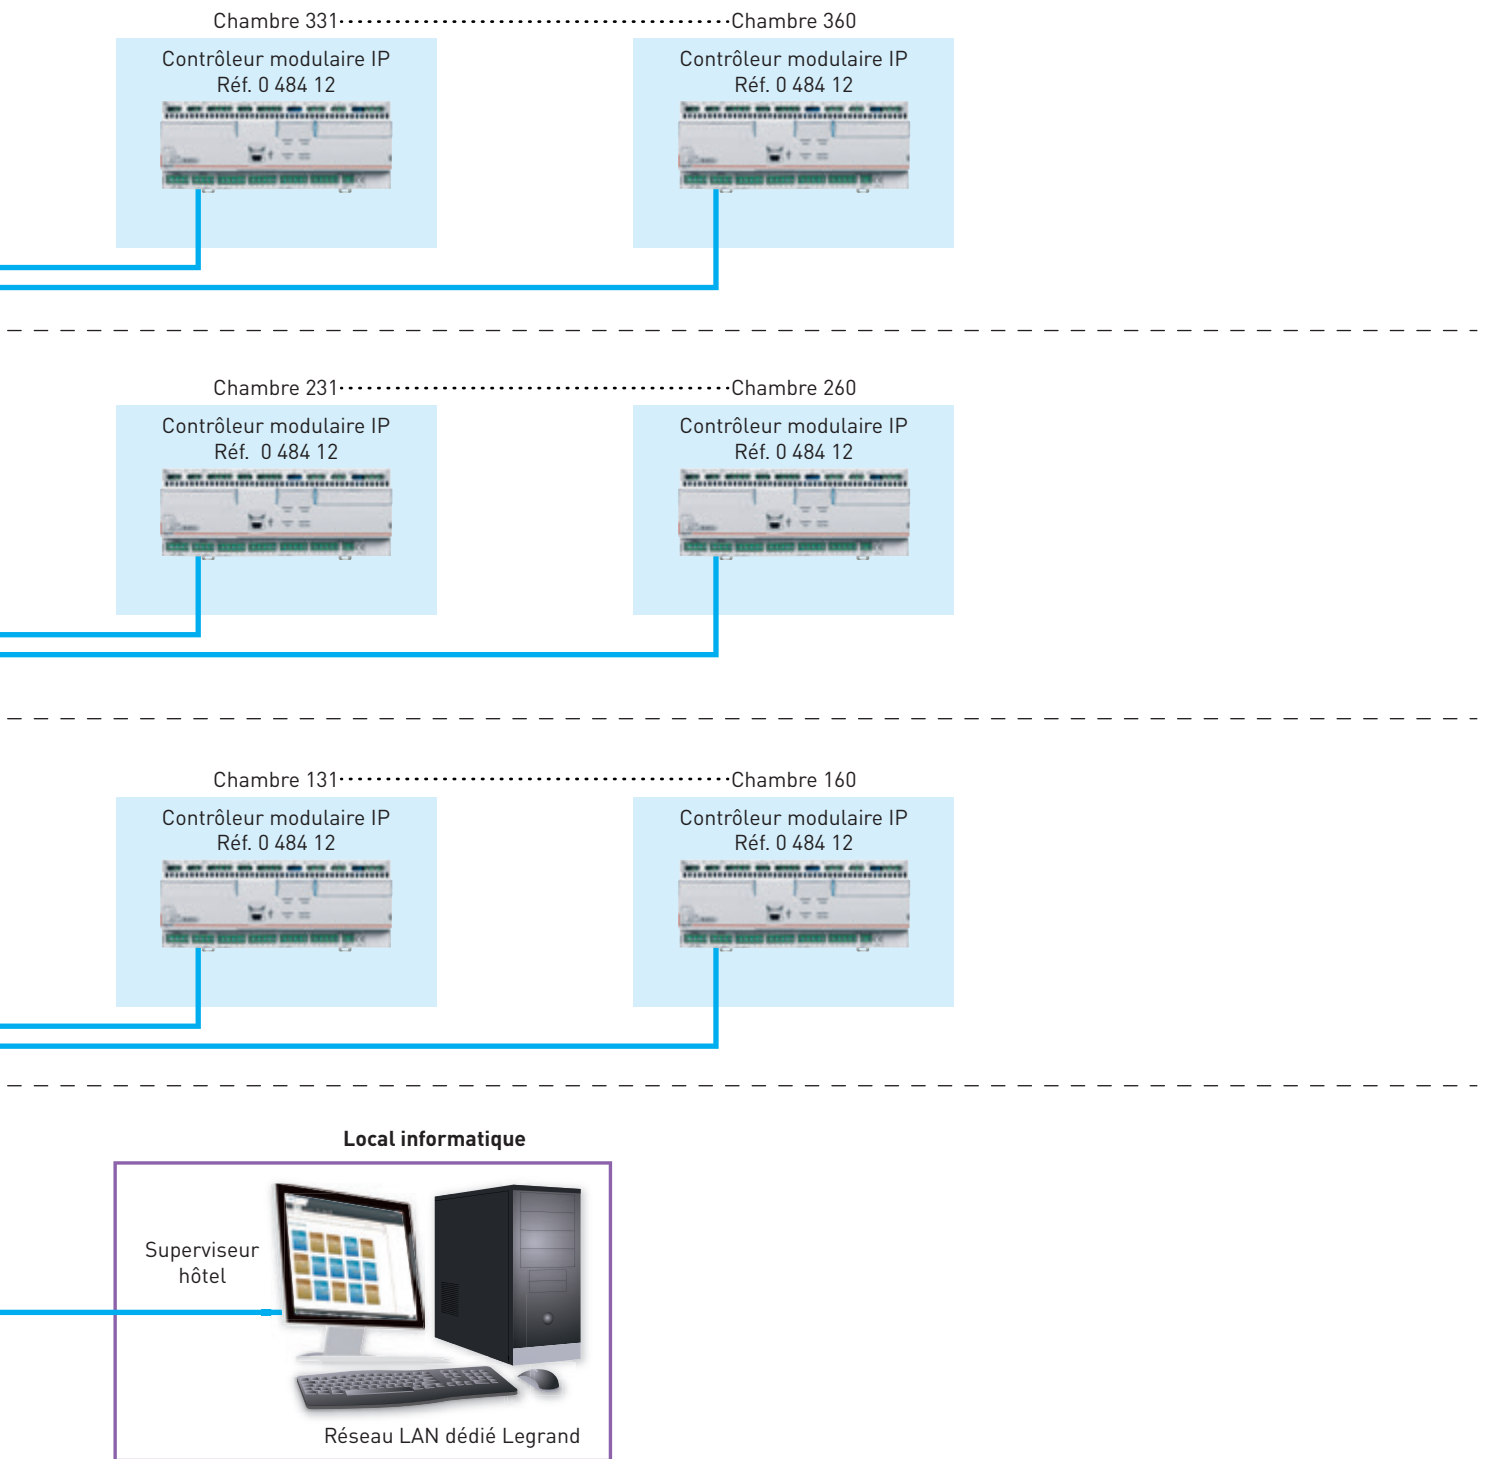 Chambre 331 Chambre 360
Contrôleur modulaire IP
Réf. 0 484 12
Contrôleur modulaire IP
Réf. 0 484 12
Chambre 231 Chambre 260
Contrôleur modulaire IP
Réf. 0 484 12
Contrôleur modulaire IP
Réf. 0 484 12
Chambre 131 Chambre 160
Contrôleur modulaire IP
Réf. 0 484 12
Contrôleur modulaire IP
Réf. 0 484 12
Local informatique
Superviseur
hôtel
Réseau LAN dédié Legrand